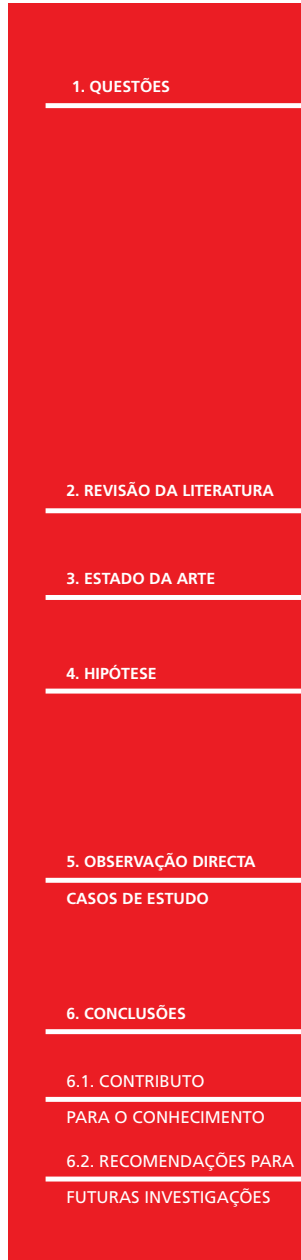 1. QUESTÕES
2. REVISÃO DA LITERATURA
3. ESTADO DA ARTE
4. HIPÓTESE
5. OBSERVAÇÃO DIRECTA
CASOS DE ESTUDO
6. CONCLUSÕES
6.1. CONTRIBUTO
PARA O CONHECIMENTO
6.2. RECOMENDAÇÕES PARA
FUTURAS INVESTIGAÇÕES